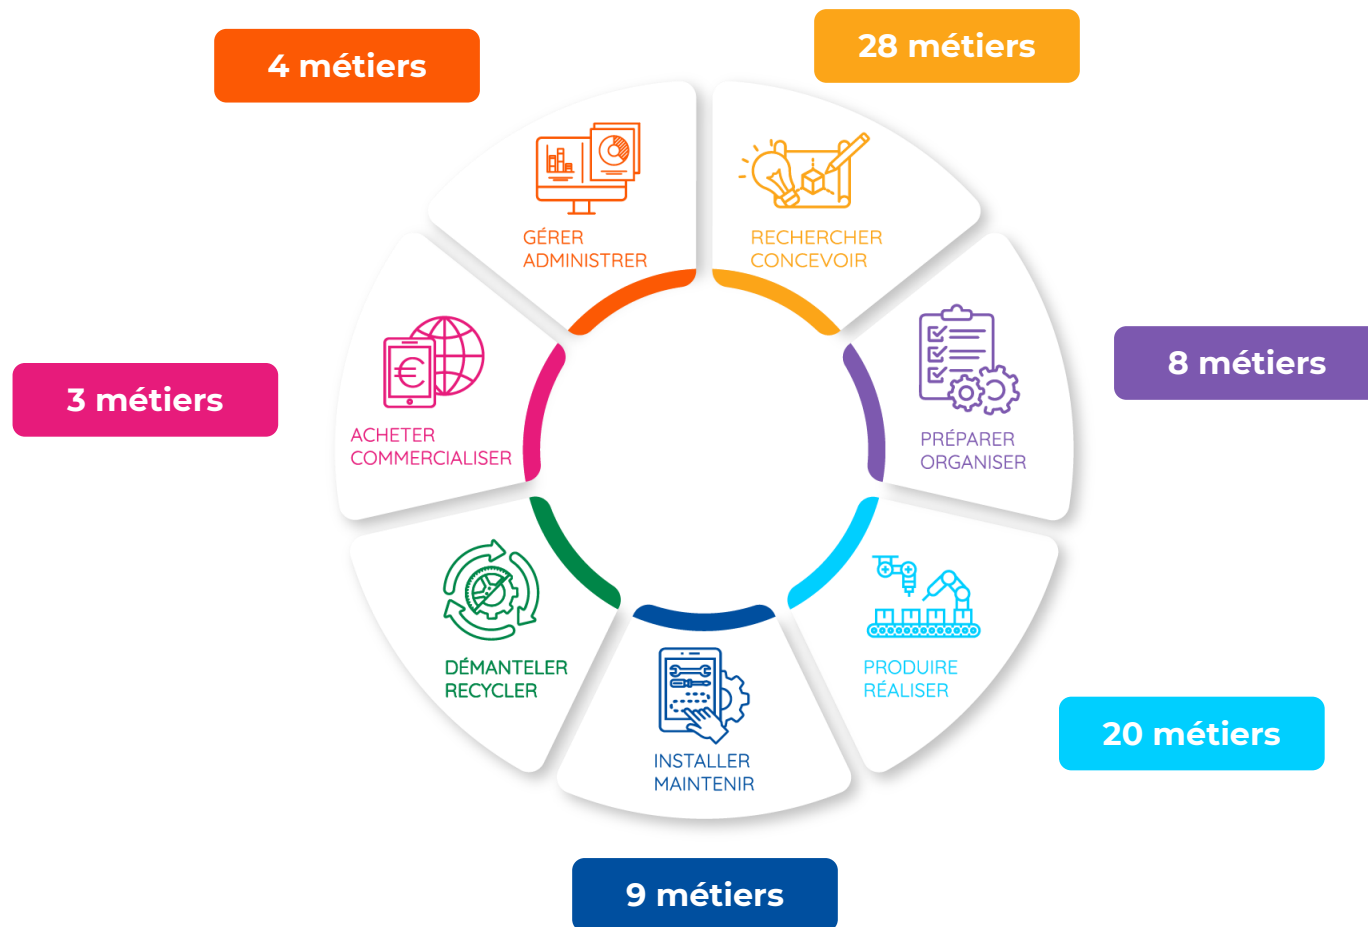 4 métiers
28 métiers
GÉRER
ADMINISTRER
RECHERCHER
CONCEVOIR
3 métiers
ACHETER
COMMERCIALISER
8 métiers
PRÉPARER
ORGANISER
DÉMANTELER
RECYCLER
PRODUIRE
RÉALISER
20 métiers
INSTALLER
MAINTENIR
9 métiers